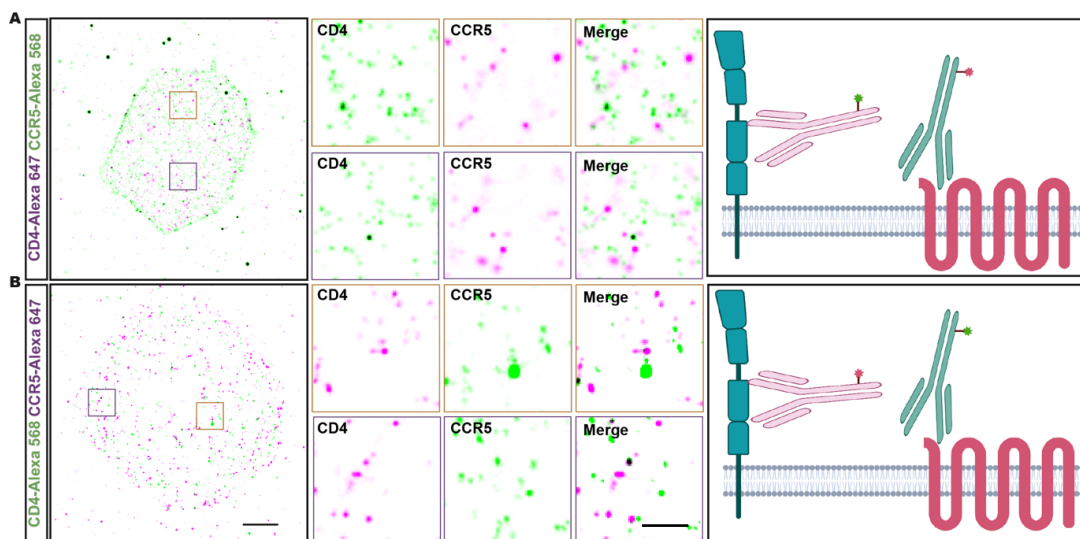 A
CD4-Alexa 647 CCR5-Alexa 568
CD4
CCR5
Merge
CD4
CCR5
Merge
B
CD4-Alexa 568 CCR5-Alexa 647
CD4
CCR5
Merge
CD4
CCR5
Merge